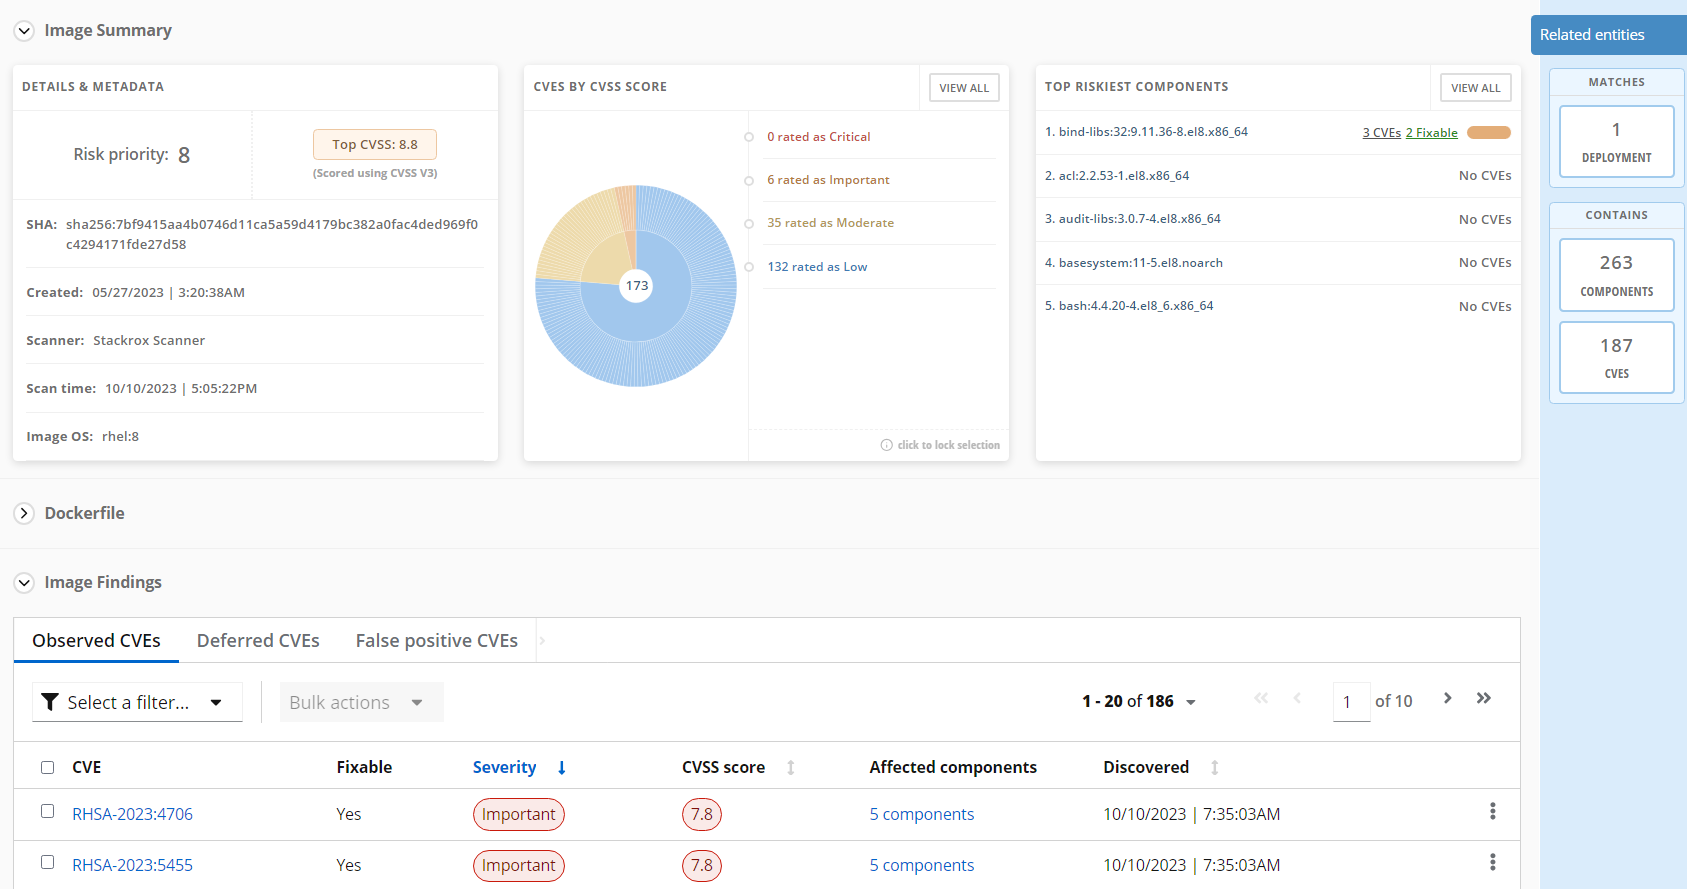 Image Summary
Related entities
DETAILS & METADATA
Risk priority: 8
Top CVSS: 8.8
(Scored using CVSS V3)
SHA: sha256:7bf9415aa4b0746d11ca5a59d4179bc382a0fac4ded969f0
c4294171fde27d58
Created: 05/27/2023 | 3:20:38AM
Scanner: Stackrox Scanner
Scan time: 10/10/2023 | 5:05:22PM
Image OS: rhel:8
CVES BY CVSS SCORE
VIEW ALL
173
0 rated as Critical
6 rated as Important
35 rated as Moderate
132 rated as Low
click to lock selection
TOP RISKIEST COMPONENTS
VIEW ALL
1. bind-libs:32:9.11.36-8.el8.x86_64 3 CVEs 2 Fixable
2. acl:2.2.53-1.el8.x86_64 No CVEs
3. audit-libs:3.0.7-4.el8.x86_64 No CVEs
4. basesystem:11-5.el8.noarch No CVEs
5. bash:4.4.20-4.el8_6.x86_64 No CVEs
MATCHES
1
DEPLOYMENT
CONTAINS
263
COMPONENTS
187
CVES
Dockerfile
Image Findings
Observed CVEs Deferred CVEs False positive CVEs
Select a filter... Bulk actions 1 - 20 of 186 1 of 10
CVE Fixable Severity CVSS score Affected components Discovered
RHSA-2023:4706 Yes Important 7.8 5 components 10/10/2023 | 7:35:03AM
RHSA-2023:5455 Yes Important 7.8 5 components 10/10/2023 | 7:35:03AM